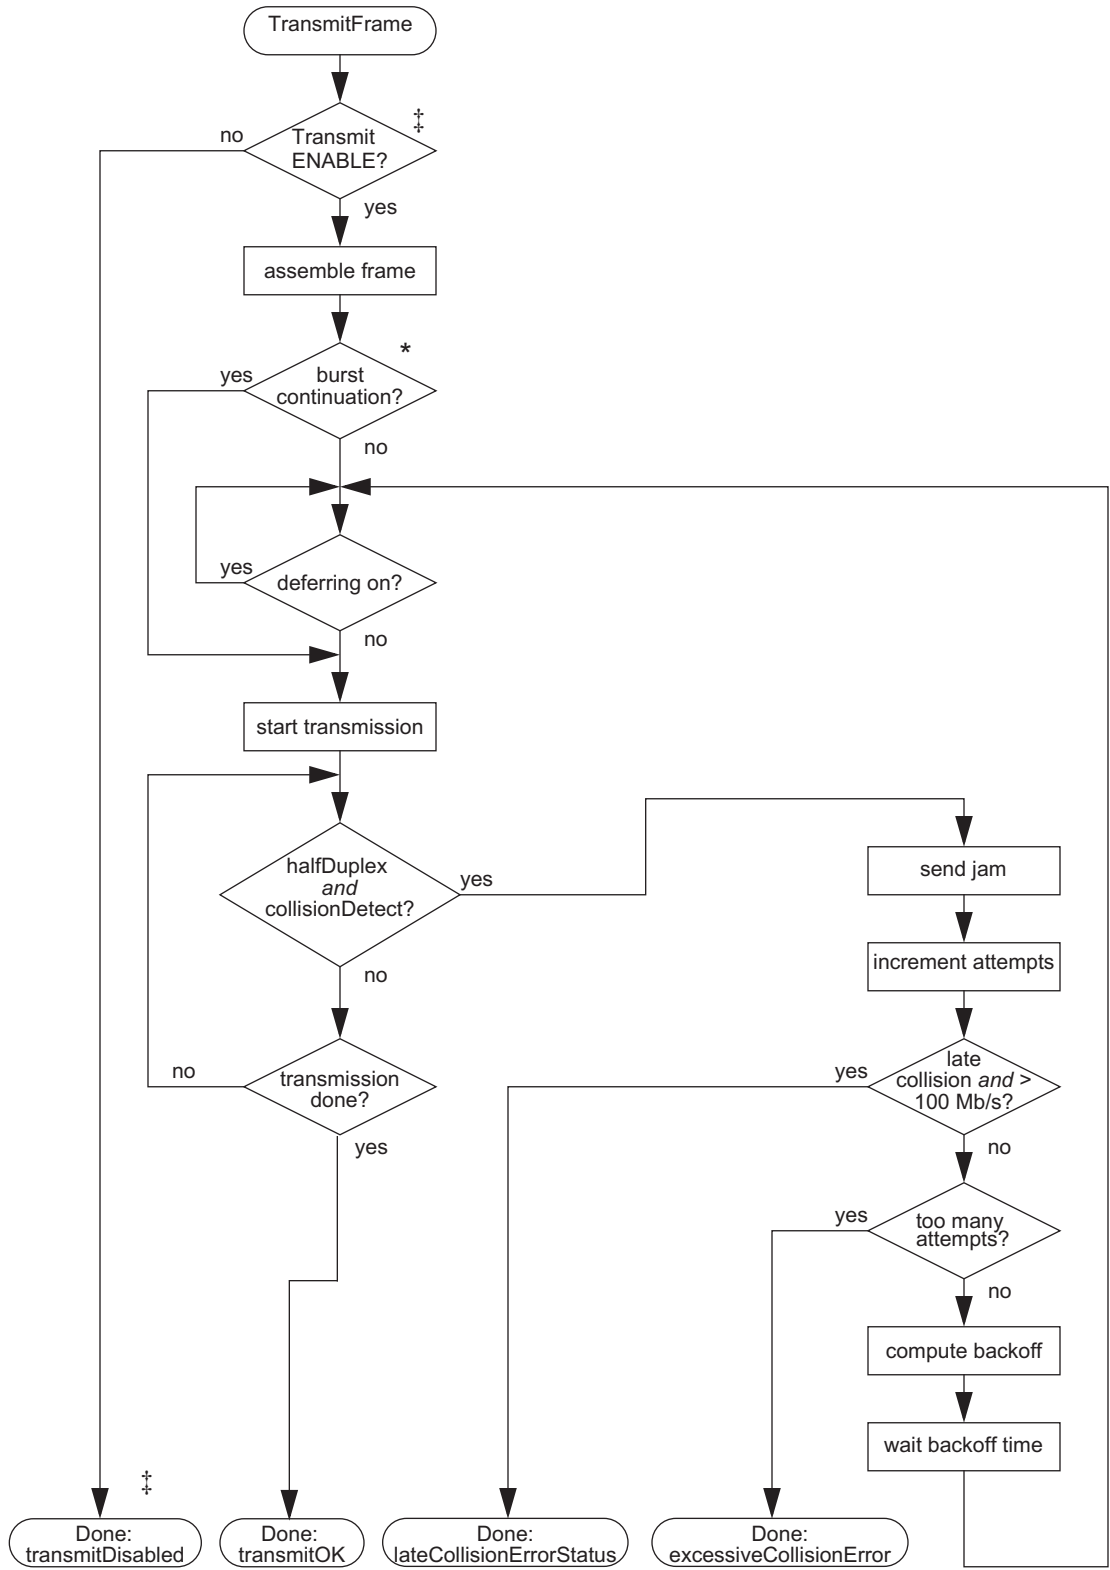 TransmitFrame
‡
no
Transmit
ENABLE?
yes
assemble frame
*
yes
burst
continuation?
no
yes
deferring on?
no
start transmission
halfDuplex
and
collisionDetect?
yes
send jam
increment attempts
no
no
transmission
done?
yes
late
collision and >
100 Mb/s?
yes
no
yes
too many
attempts?
no
compute backoff
wait backoff time
‡
Done:
transmitDisabled
Done:
transmitOK
Done:
lateCollisionErrorStatus
Done:
excessiveCollisionError